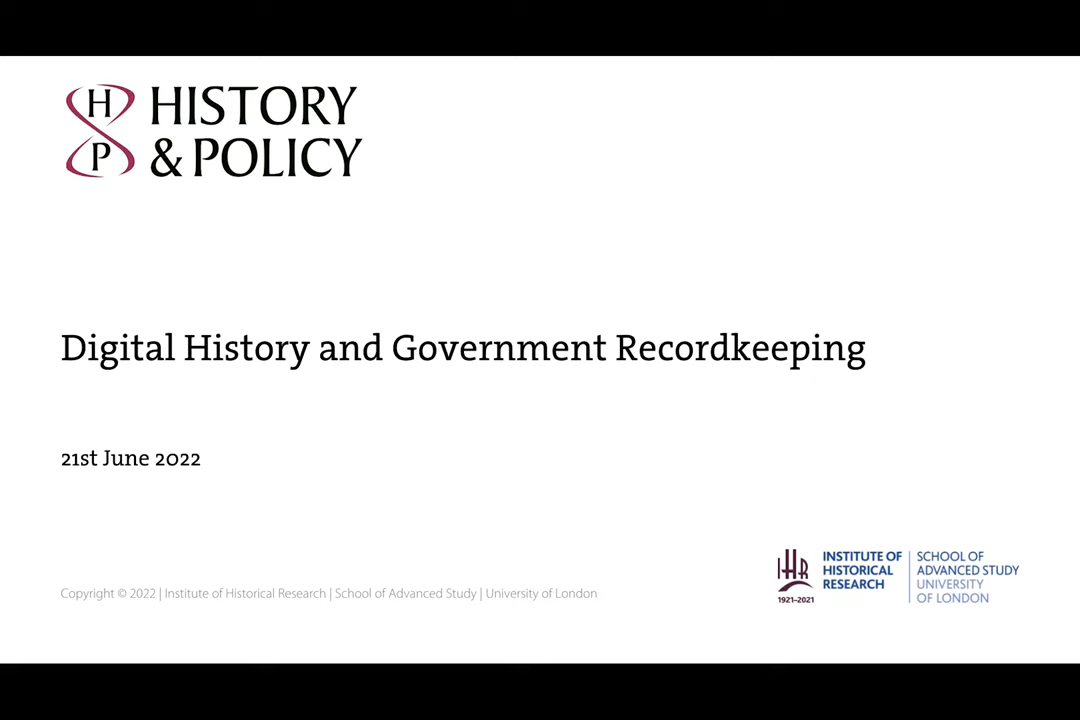 H
P
HISTORY
& POLICY
Digital History and Government Recordkeeping
21st June 2022
Copyright © 2022 | Institute of Historical Research | School of Advanced Study | University of London
IHR
1921–2021
INSTITUTE OF
HISTORICAL
RESEARCH
SCHOOL OF
ADVANCED STUDY
UNIVERSITY
OF LONDON